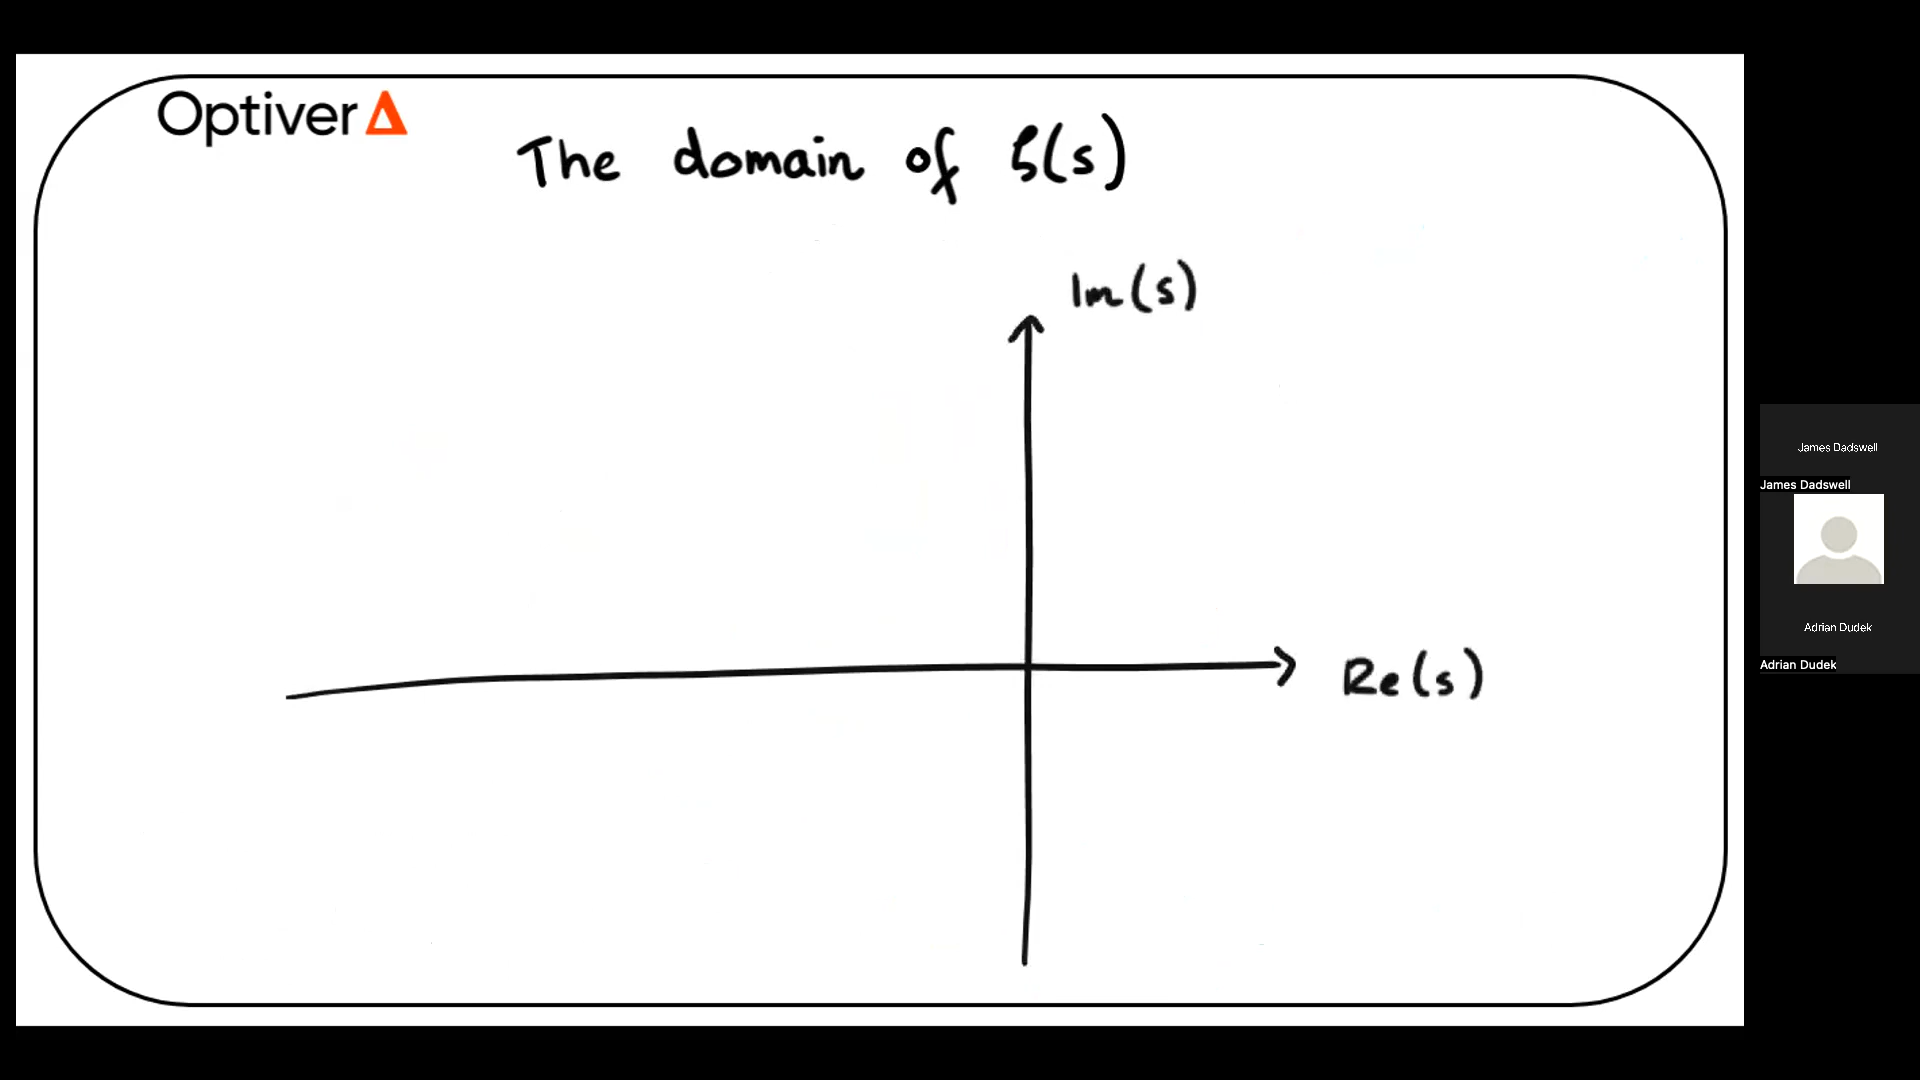 Optiver
The domain of ζ(s)
Im(s)
Re(s)
James Dadswell
James Dadswell
Adrian Dudek
Adrian Dudek